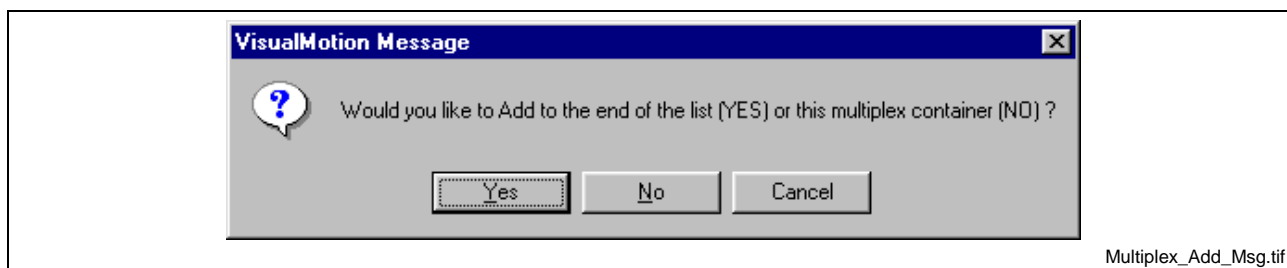 VisualMotion Message
Would you like to Add to the end of the list (YES) or this multiplex container (NO) ?
Yes
No
Cancel
Multiplex_Add_Msg.tif